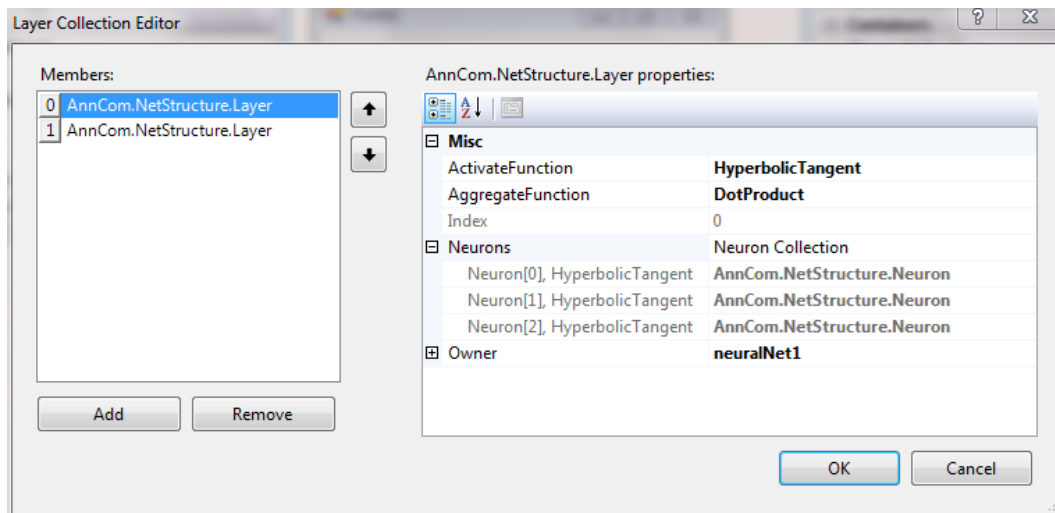 Layer Collection Editor
Members:
0 AnnCom.NetStructure.Layer
1 AnnCom.NetStructure.Layer
Add
Remove
AnnCom.NetStructure.Layer properties:
Misc
ActivateFunction HyperbolicTangent
AggregateFunction DotProduct
Index 0
Neurons Neuron Collection
Neuron[0], HyperbolicTangent AnnCom.NetStructure.Neuron
Neuron[1], HyperbolicTangent AnnCom.NetStructure.Neuron
Neuron[2], HyperbolicTangent AnnCom.NetStructure.Neuron
Owner neuralNet1
OK
Cancel